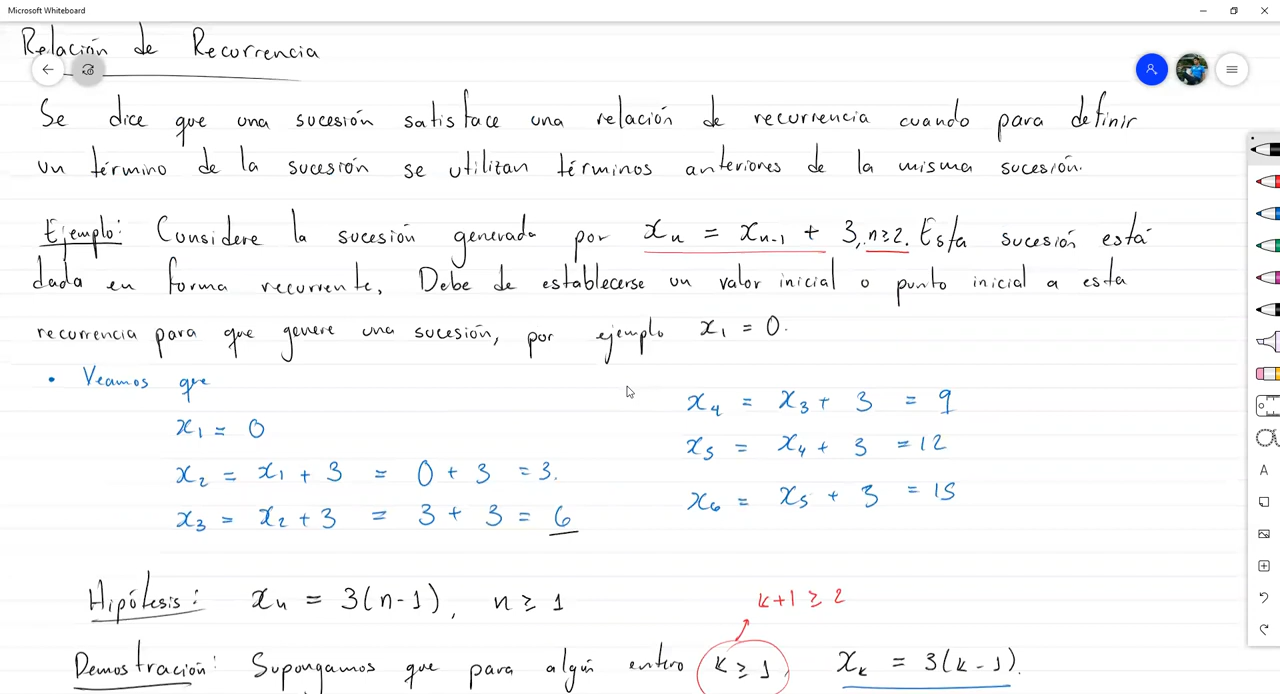 Microsoft Whiteboard
Relación de Recurrencia
Se dice que una sucesión satisface una relación de recurrencia cuando para definir
un término de la sucesión se utilizan términos anteriores de la misma sucesión.
Ejemplo: Considere la sucesión generada por xₙ = xₙ₋₁ + 3, n ≥ 2. Esta sucesión está
dada en forma recurrente. Debe de establecerse un valor inicial o punto inicial a esta
recurrencia para que genere una sucesión, por ejemplo x₁ = 0.
• Veamos que
x₁ = 0
x₂ = x₁ + 3 = 0 + 3 = 3.
x₃ = x₂ + 3 = 3 + 3 = 6
x₄ = x₃ + 3 = 9
x₅ = x₄ + 3 = 12
x₆ = x₅ + 3 = 15
Hipótesis: xₙ = 3(n-1), n ≥ 1
k+1 ≥ 2
Demostración: Supongamos que para algún entero k ≥ 1, xₖ = 3(k-1).
A